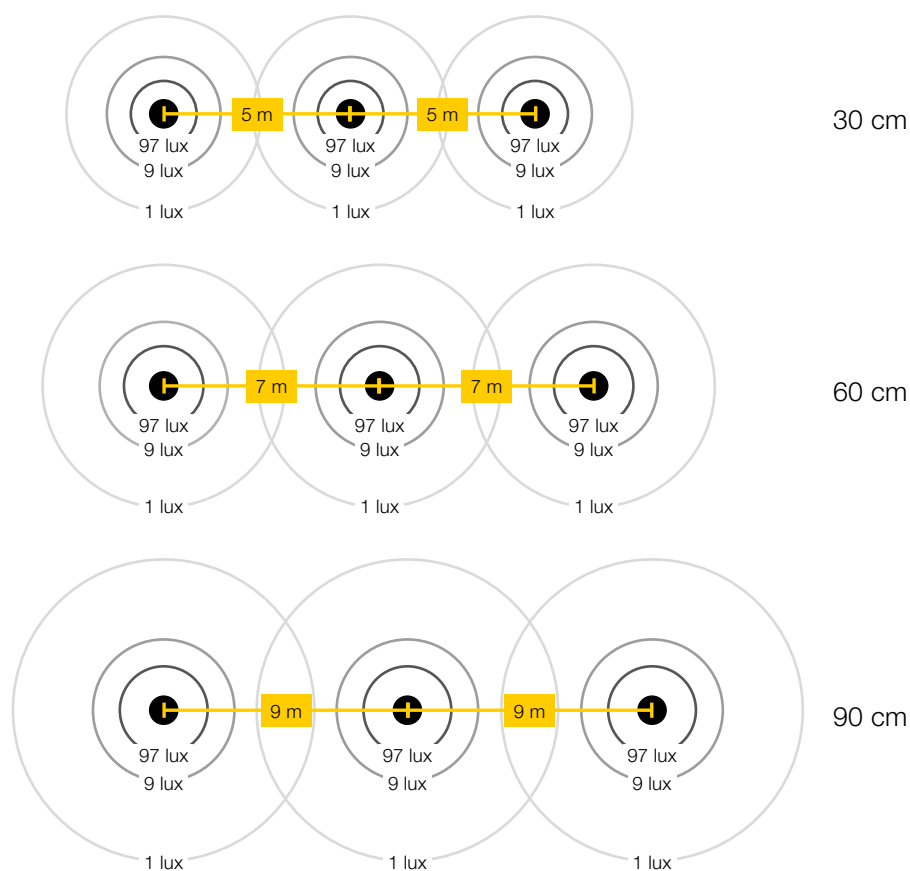 5 m 5 m
30 cm
97 lux 97 lux 97 lux
9 lux 9 lux 9 lux
1 lux 1 lux 1 lux
7 m 7 m
60 cm
97 lux 97 lux 97 lux
9 lux 9 lux 9 lux
1 lux 1 lux 1 lux
9 m 9 m
90 cm
97 lux 97 lux 97 lux
9 lux 9 lux 9 lux
1 lux 1 lux 1 lux